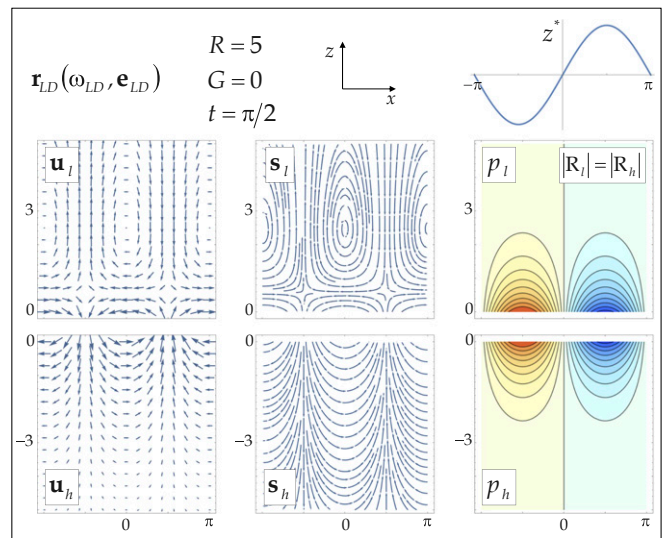 r_LD(ω_LD, e_LD)
R = 5
G = 0
t = π/2
z
x
z*
−π
π
u_l
s_l
p_l
|R_l| = |R_h|
3
3
3
0
0
0
0
0
0
−3
−3
−3
u_h
s_h
p_h
0
π
0
π
0
π